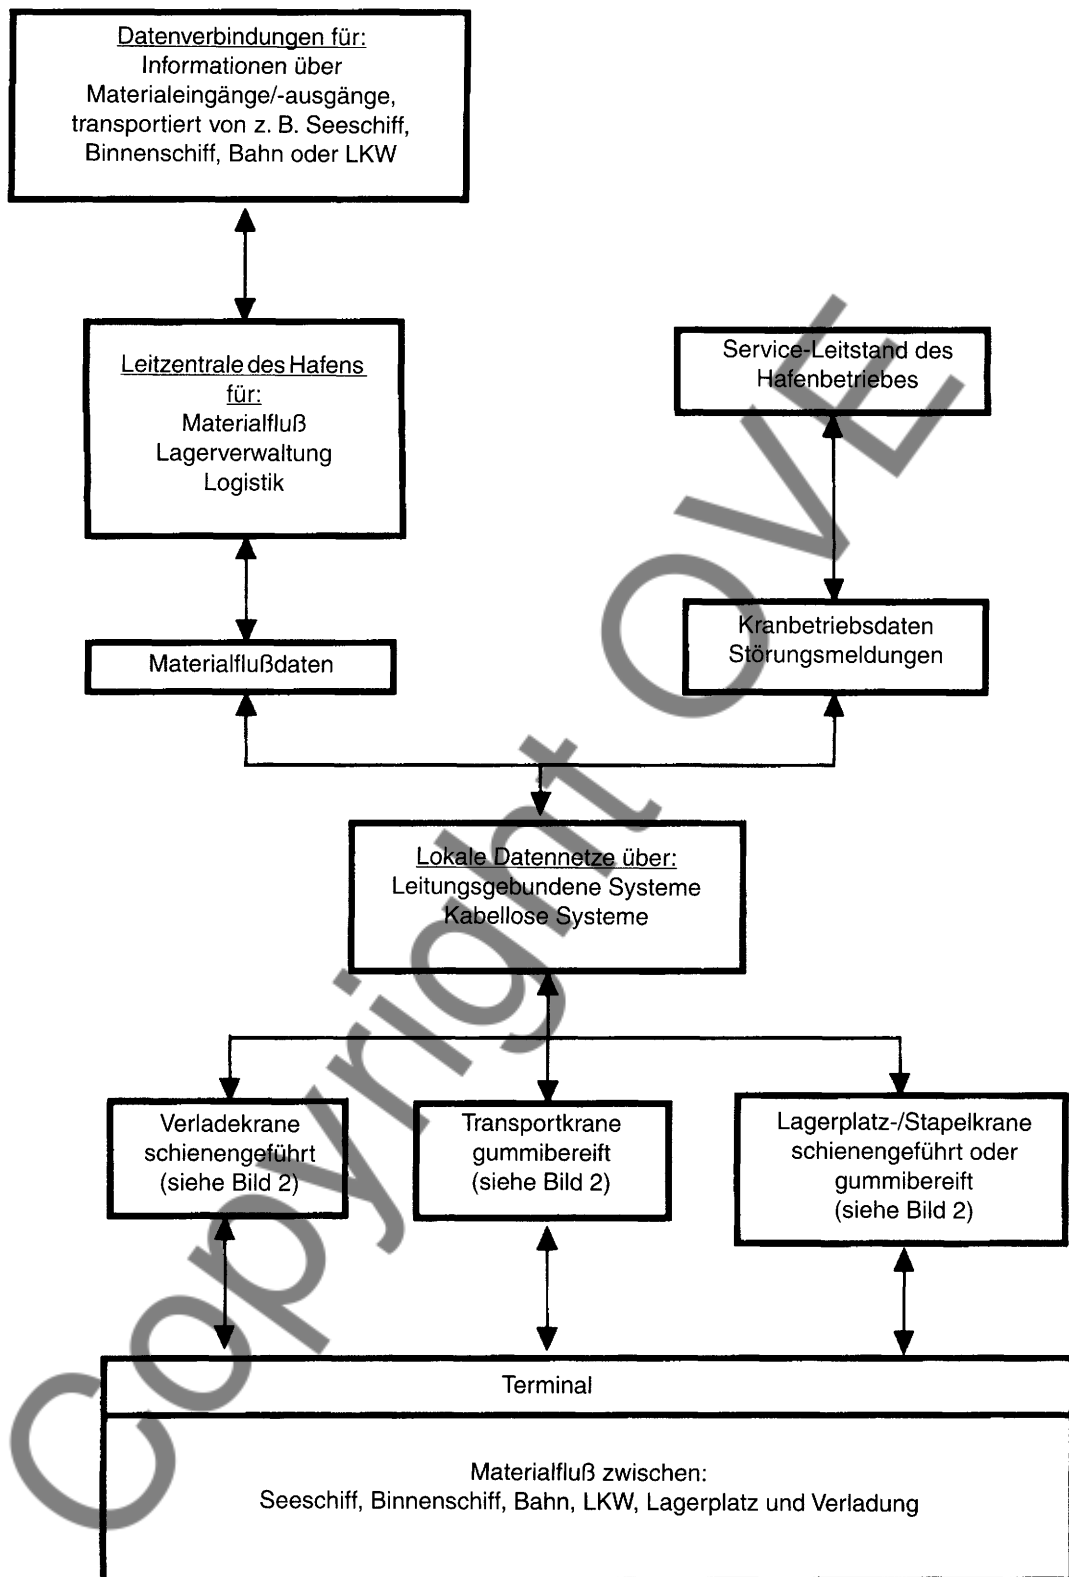 Datenverbindungen für:
Informationen über
Materialeingänge/-ausgänge,
transportiert von z. B. Seeschiff,
Binnenschiff, Bahn oder LKW
Leitzentrale des Hafens
für:
Materialfluß
Lagerverwaltung
Logistik
Service-Leitstand des
Hafenbetriebes
Materialflußdaten
Kranbetriebsdaten
Störungsmeldungen
Lokale Datennetze über:
Leitungsgebundene Systeme
Kabellose Systeme
Verladekrane
schienengeführt
(siehe Bild 2)
Transportkrane
gummibereift
(siehe Bild 2)
Lagerplatz-/Stapelkrane
schienengeführt oder
gummibereift
(siehe Bild 2)
Terminal
Materialfluß zwischen:
Seeschiff, Binnenschiff, Bahn, LKW, Lagerplatz und Verladung
Copyright OVE